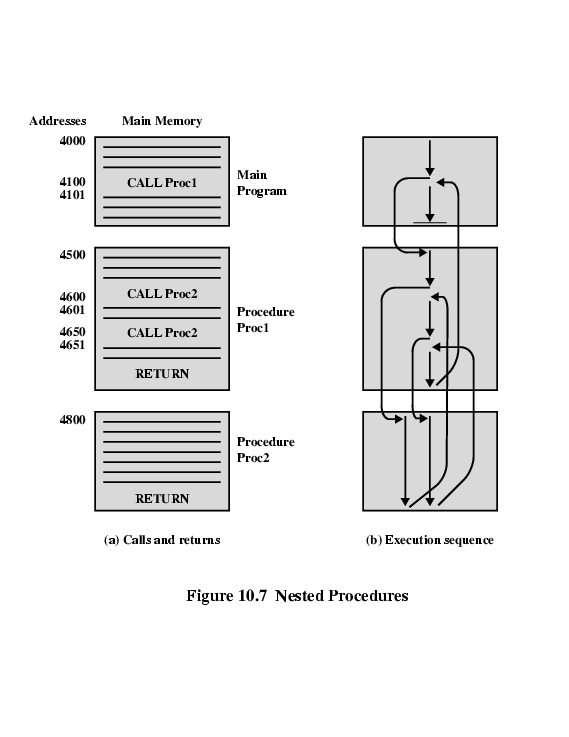 Addresses Main Memory
4000
4100 CALL Proc1
4101
Main
Program
4500
4600 CALL Proc2
4601
4650 CALL Proc2
4651
RETURN
Procedure
Proc1
4800
Procedure
Proc2
RETURN
(a) Calls and returns
(b) Execution sequence
Figure 10.7 Nested Procedures